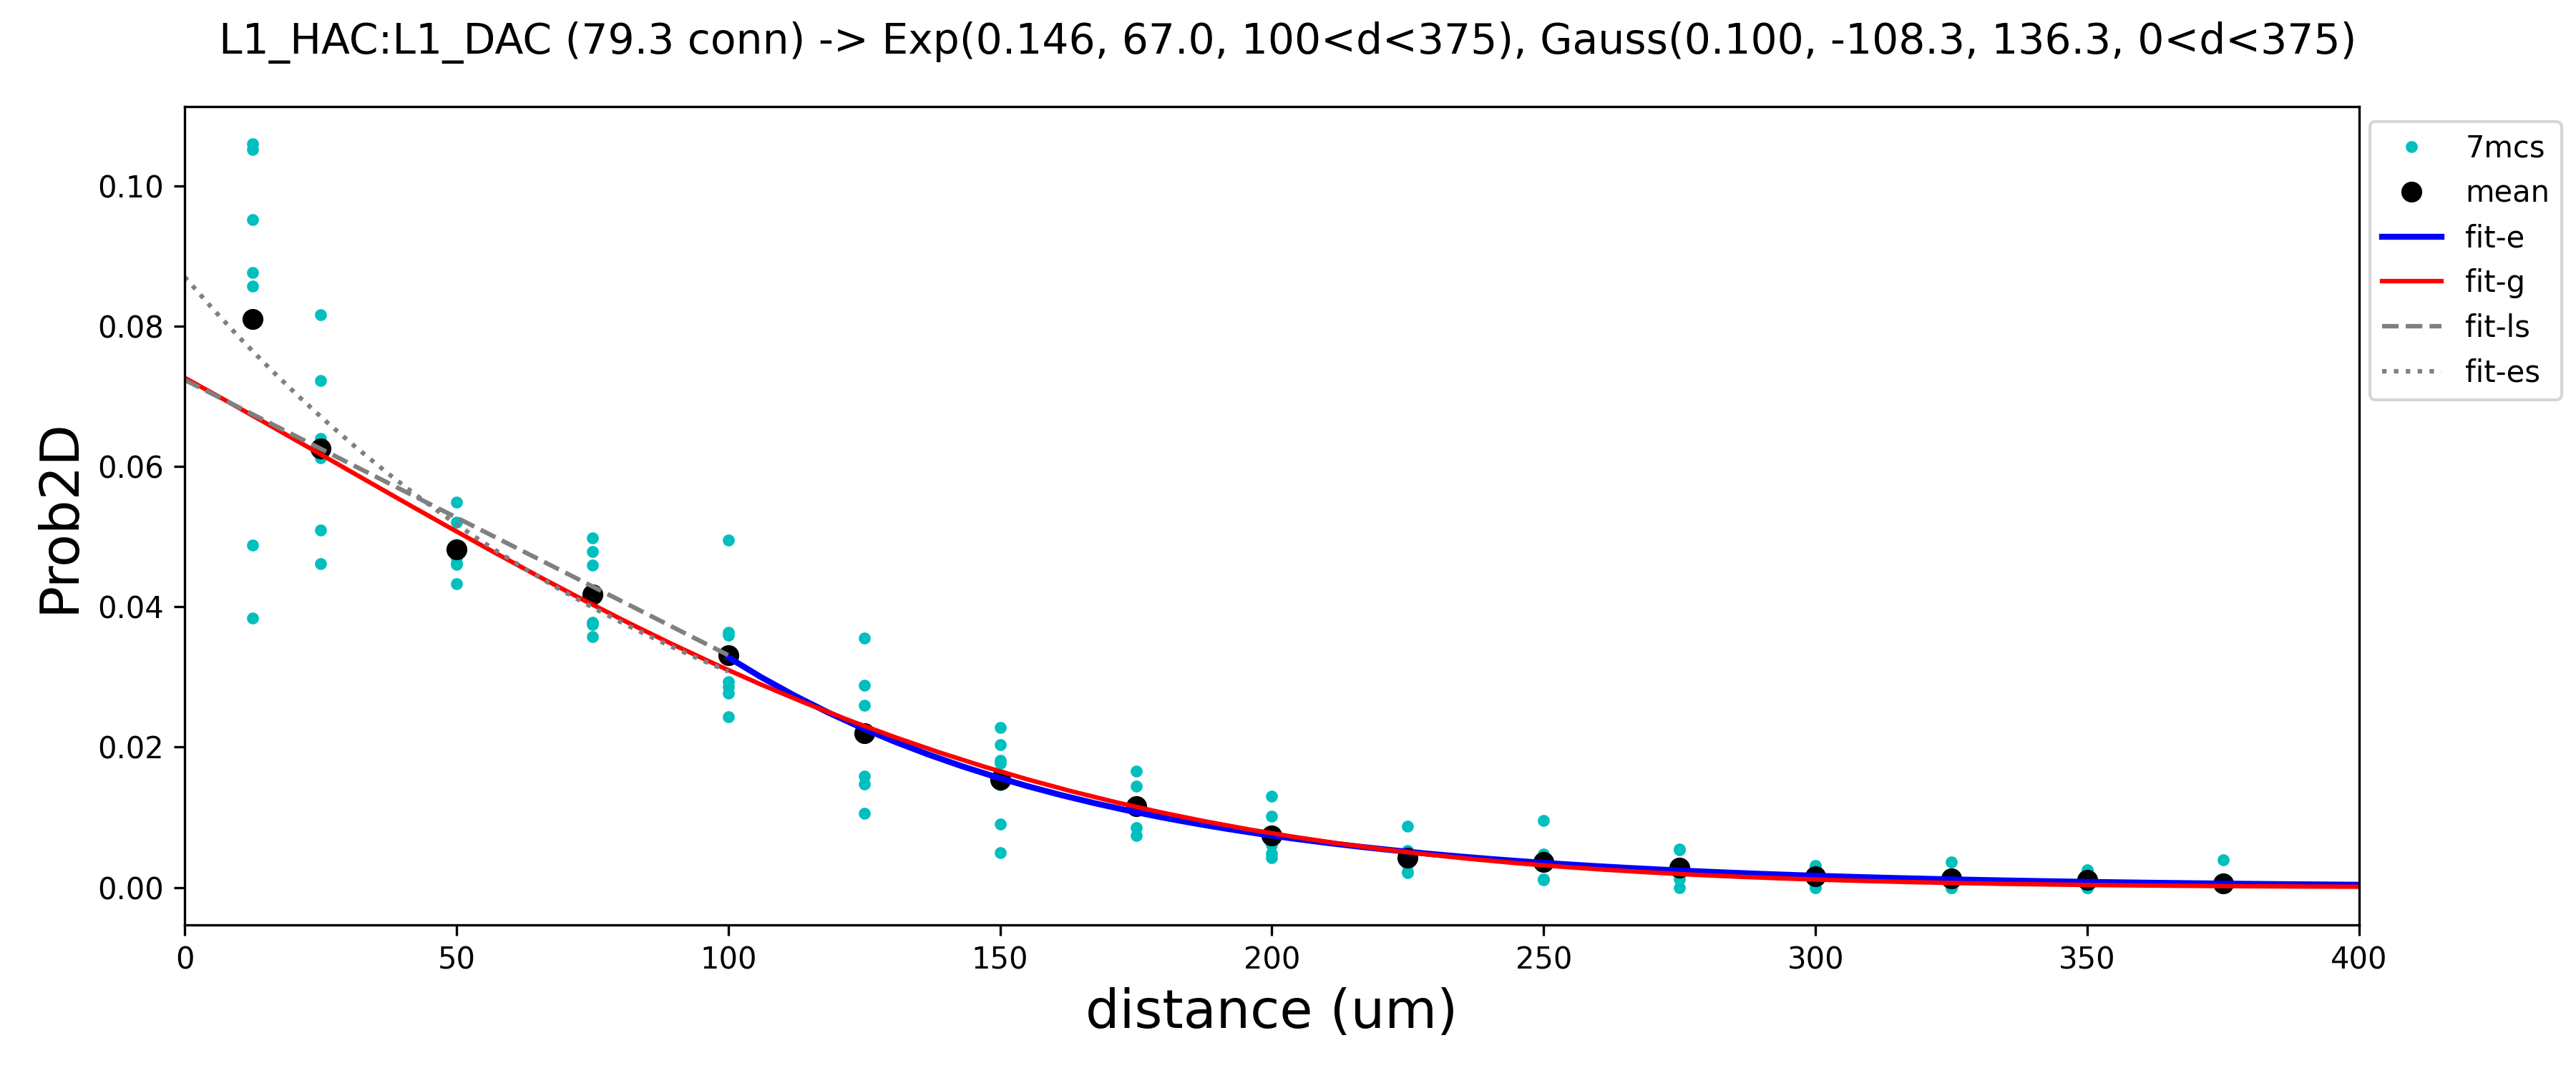 L1_HAC:L1_DAC (79.3 conn) -> Exp(0.146, 67.0, 100<d<375), Gauss(0.100, -108.3, 136.3, 0<d<375)
Prob2D
0.10
0.08
0.06
0.04
0.02
0.00
0 50 100 150 200 250 300 350 400
distance (um)
7mcs
mean
fit-e
fit-g
fit-ls
fit-es